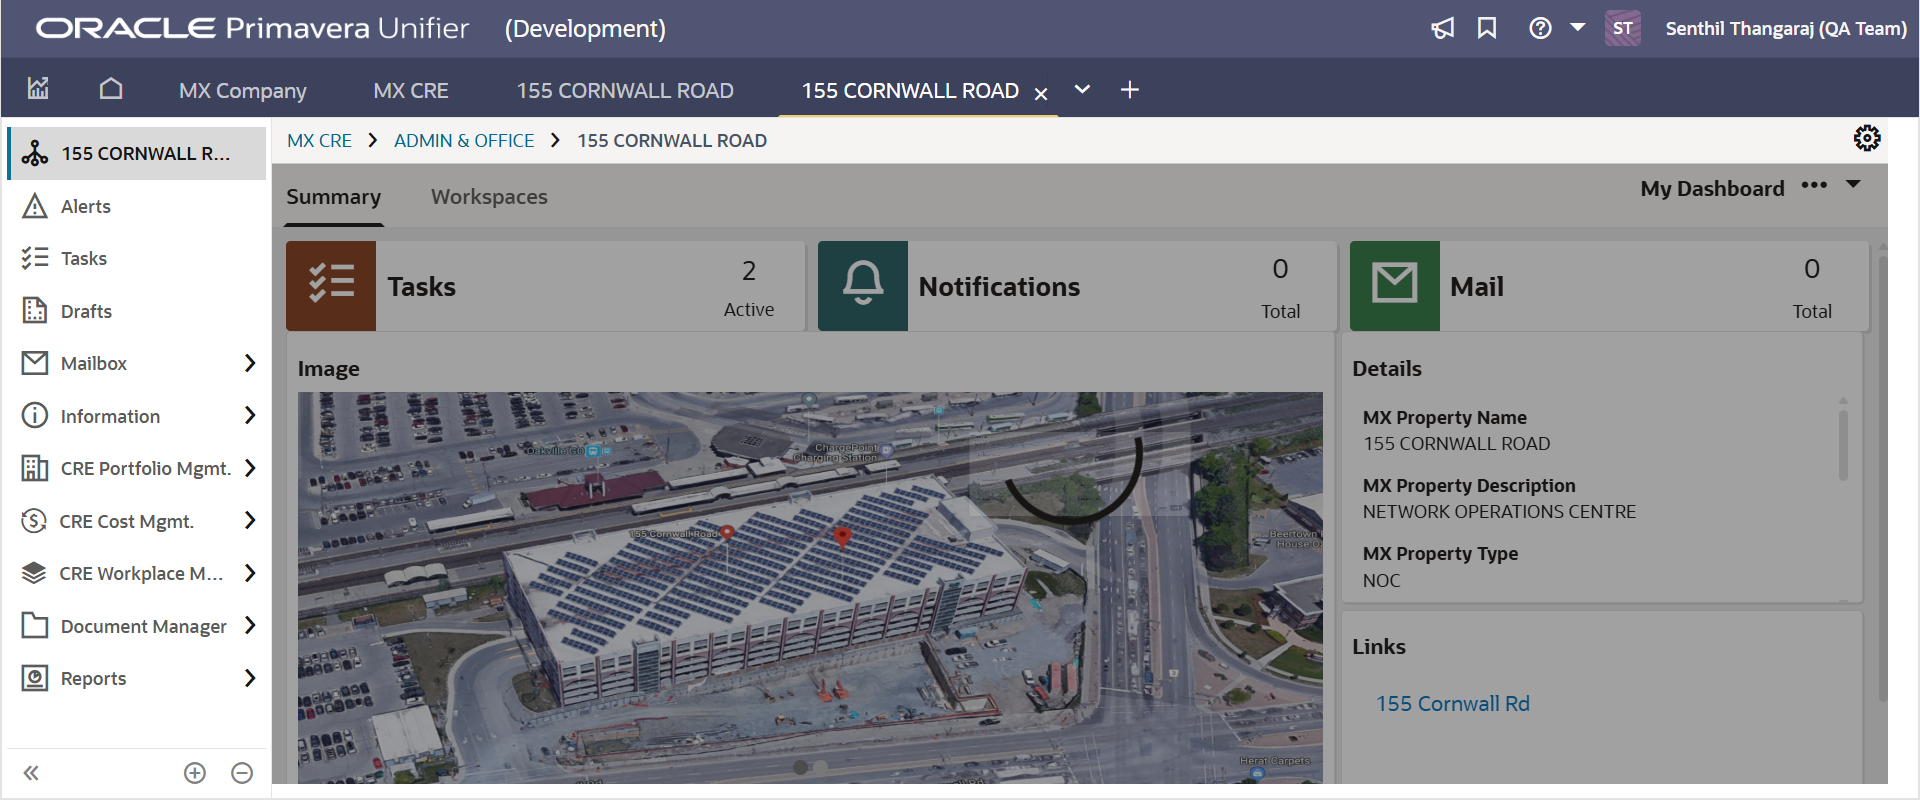 ORACLE Primavera Unifier (Development)
ST Senthil Thangaraj (QA Team)
MX Company MX CRE 155 CORNWALL ROAD 155 CORNWALL ROAD
155 CORNWALL R...
Alerts
Tasks
Drafts
Mailbox
Information
CRE Portfolio Mgmt.
CRE Cost Mgmt.
CRE Workplace M...
Document Manager
Reports
MX CRE ADMIN & OFFICE 155 CORNWALL ROAD
Summary Workspaces
My Dashboard
Tasks
2
Active
Notifications
0
Total
Mail
0
Total
Image
Oakville GO
ChargePoint
Charging Station
155 Cornwall Road
Beertown
House O
Herat Carpets
Details
MX Property Name
155 CORNWALL ROAD
MX Property Description
NETWORK OPERATIONS CENTRE
MX Property Type
NOC
Links
155 Cornwall Rd